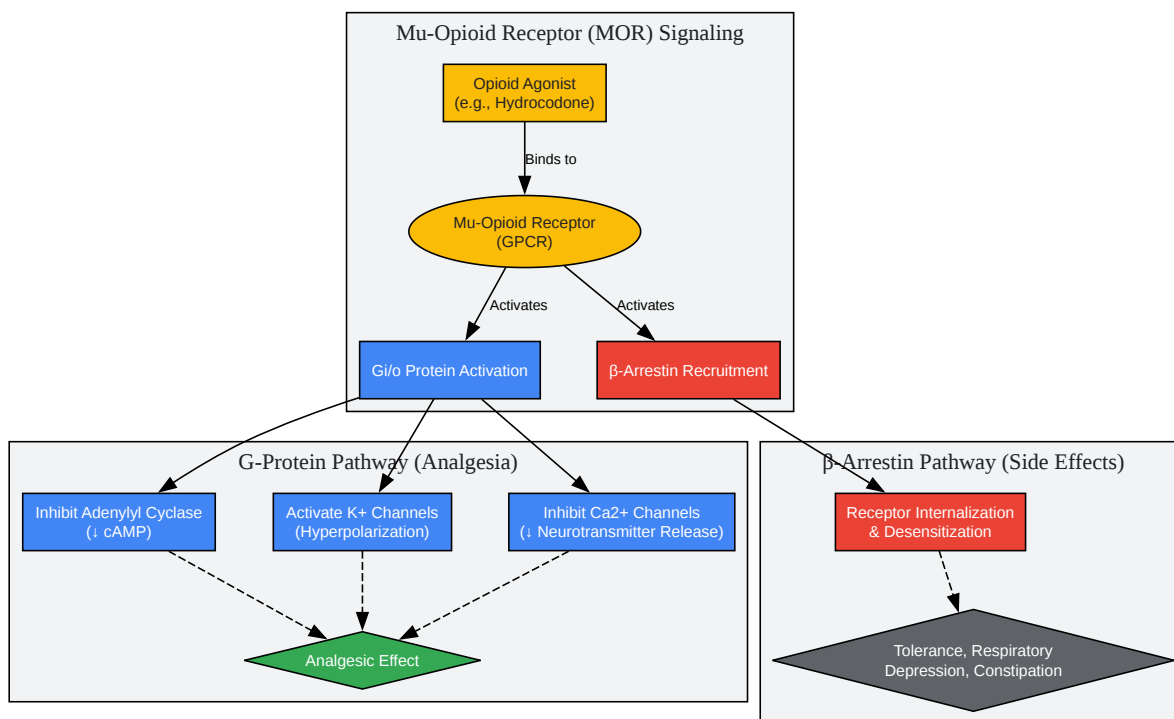 Mu-Opioid Receptor (MOR) Signaling
Opioid Agonist
(e.g., Hydrocodone)
Binds to
Mu-Opioid Receptor
(GPCR)
Activates
Activates
Gi/o Protein Activation
β-Arrestin Recruitment
G-Protein Pathway (Analgesia)
Inhibit Adenylyl Cyclase
(↓ cAMP)
Activate K+ Channels
(Hyperpolarization)
Inhibit Ca2+ Channels
(↓ Neurotransmitter Release)
Analgesic Effect
β-Arrestin Pathway (Side Effects)
Receptor Internalization
& Desensitization
Tolerance, Respiratory
Depression, Constipation